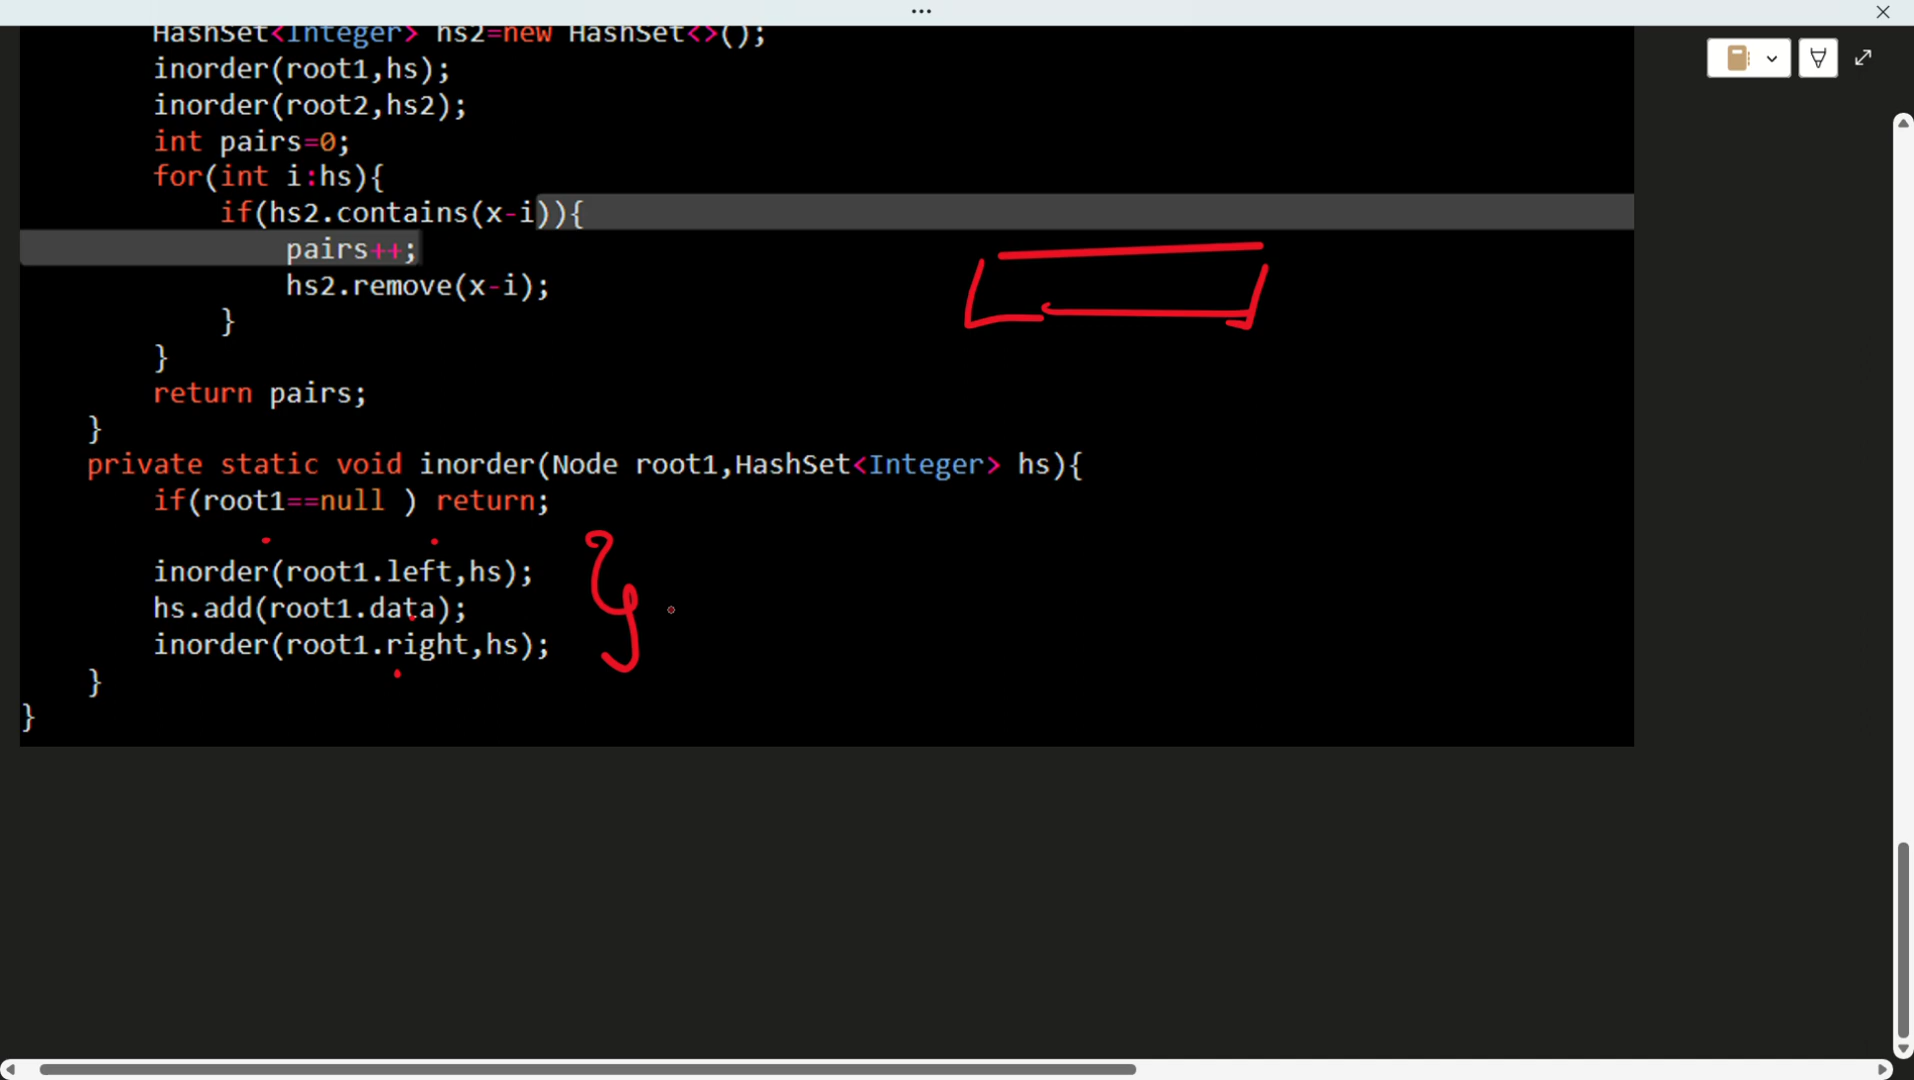 HashSet<Integer> hs2=new HashSet<>();
inorder(root1,hs);
inorder(root2,hs2);
int pairs=0;
for(int i:hs){
if(hs2.contains(x-i)){
pairs++;
hs2.remove(x-i);
}
}
return pairs;
}
private static void inorder(Node root1,HashSet<Integer> hs){
if(root1==null ) return;
inorder(root1.left,hs);
hs.add(root1.data);
inorder(root1.right,hs);
}
}